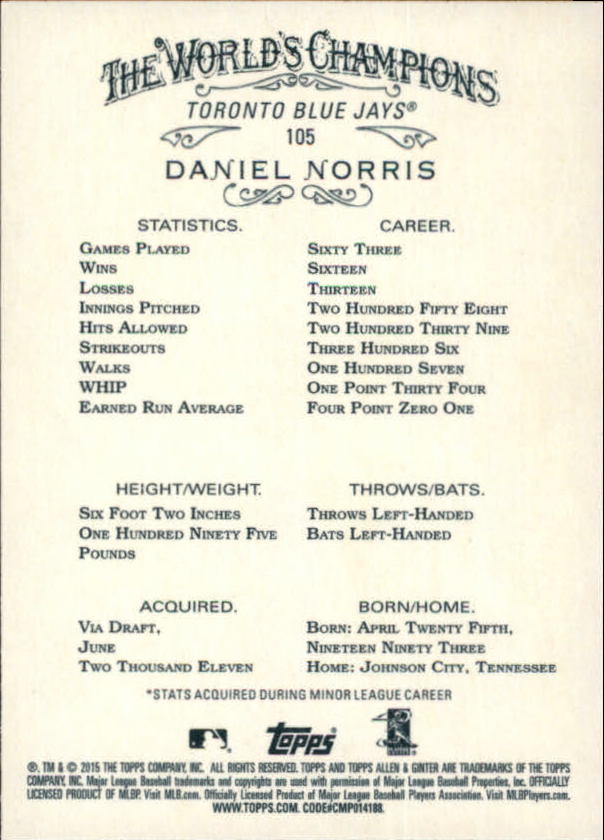 THE WORLD'S CHAMPIONS
TORONTO BLUE JAYS®
105
DANIEL NORRIS
STATISTICS. CAREER.
GAMES PLAYED SIXTY THREE
WINS SIXTEEN
LOSSES THIRTEEN
INNINGS PITCHED TWO HUNDRED FIFTY EIGHT
HITS ALLOWED TWO HUNDRED THIRTY NINE
STRIKEOUTS THREE HUNDRED SIX
WALKS ONE HUNDRED SEVEN
WHIP ONE POINT THIRTY FOUR
EARNED RUN AVERAGE FOUR POINT ZERO ONE
HEIGHT/WEIGHT. THROWS/BATS.
SIX FOOT TWO INCHES THROWS LEFT-HANDED
ONE HUNDRED NINETY FIVE BATS LEFT-HANDED
POUNDS
ACQUIRED. BORN/HOME.
VIA DRAFT, BORN: APRIL TWENTY FIFTH,
JUNE NINETEEN NINETY THREE
TWO THOUSAND ELEVEN HOME: JOHNSON CITY, TENNESSEE
*STATS ACQUIRED DURING MINOR LEAGUE CAREER
Topps
®, TM & © 2015 THE TOPPS COMPANY, INC. ALL RIGHTS RESERVED. TOPPS AND TOPPS ALLEN & GINTER ARE TRADEMARKS OF THE TOPPS
COMPANY, INC. Major League Baseball trademarks and copyrights are used with permission of Major League Baseball Properties, Inc. OFFICIALLY
LICENSED PRODUCT OF MLBP. Visit MLB.com. Officially Licensed Product of Major League Baseball Players Association. Visit MLBPlayers.com.
WWW.TOPPS.COM. CODE#CMP014188.